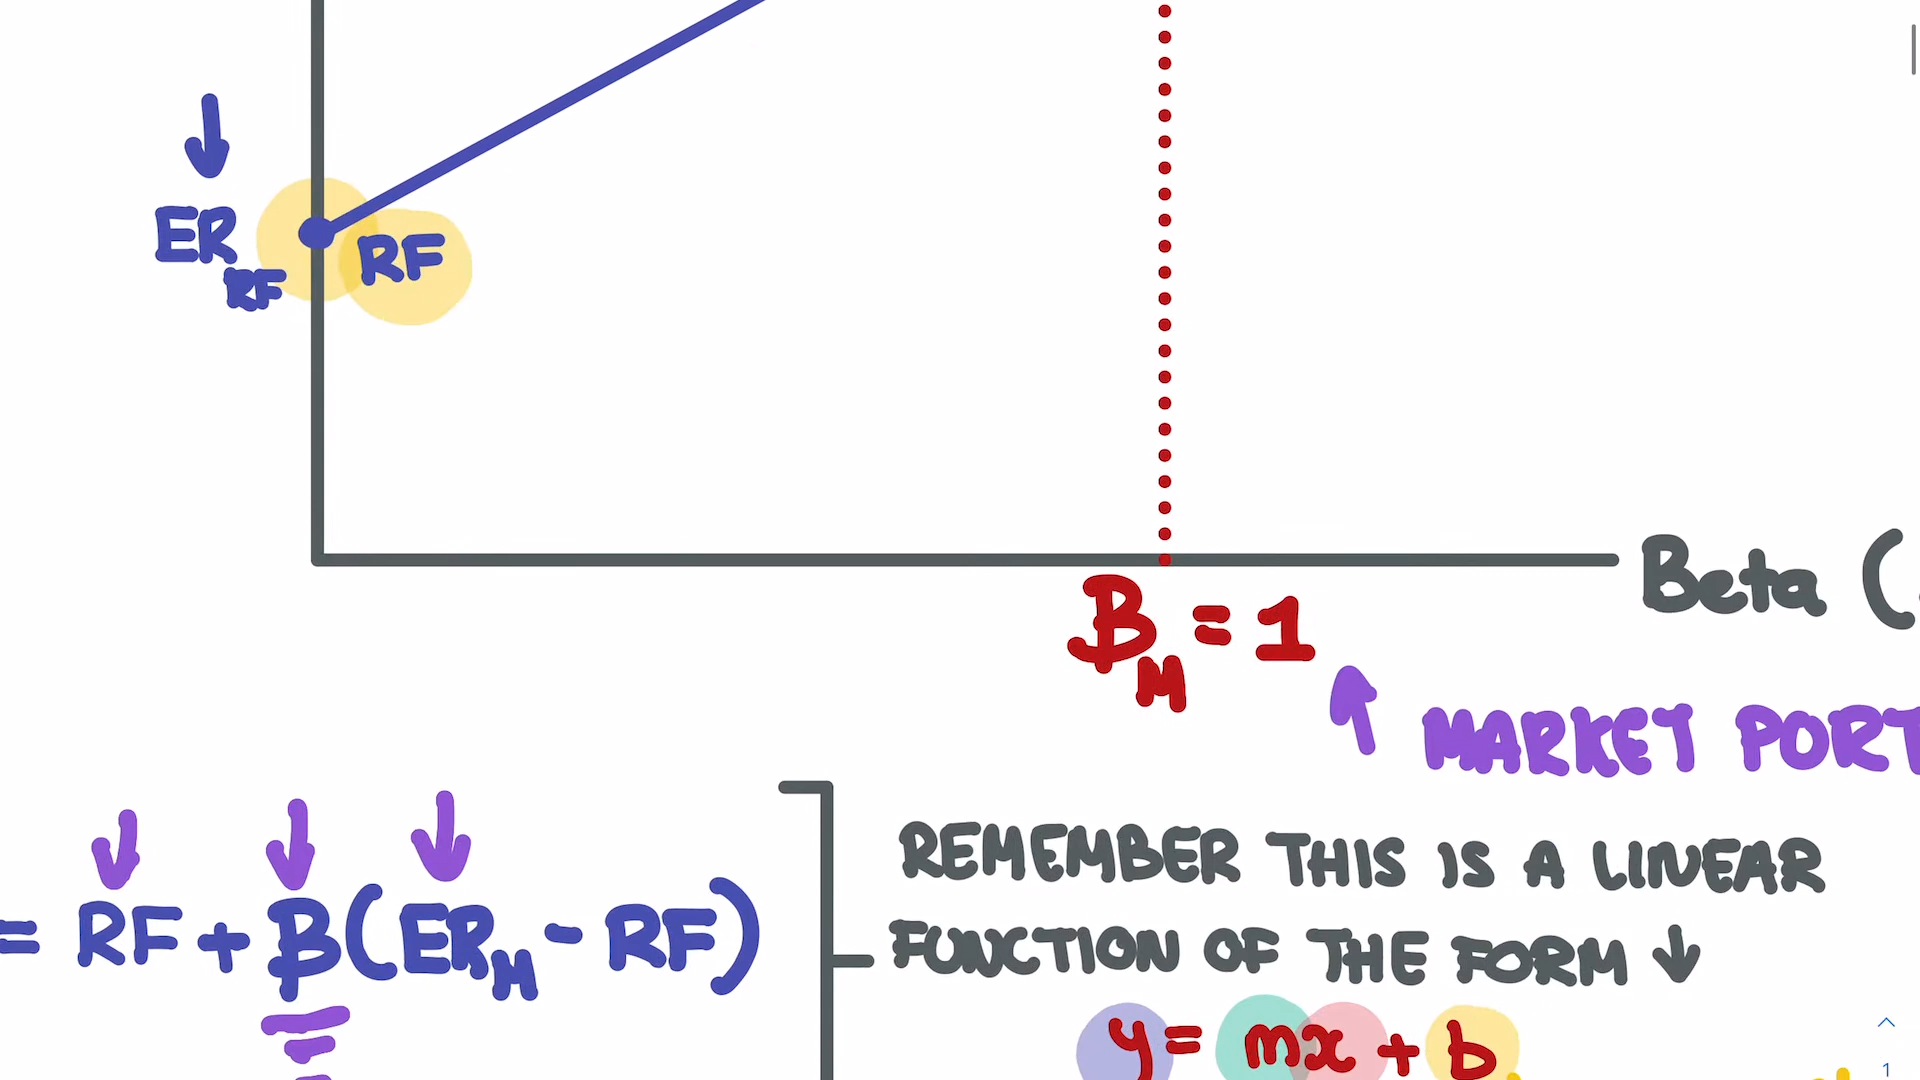 ER RF
RF
Beta (
B M = 1
MARKET PORT
= RF + B (ER M - RF)
REMEMBER THIS IS A LINEAR
FUNCTION OF THE FORM ↓
y = mx + b
1